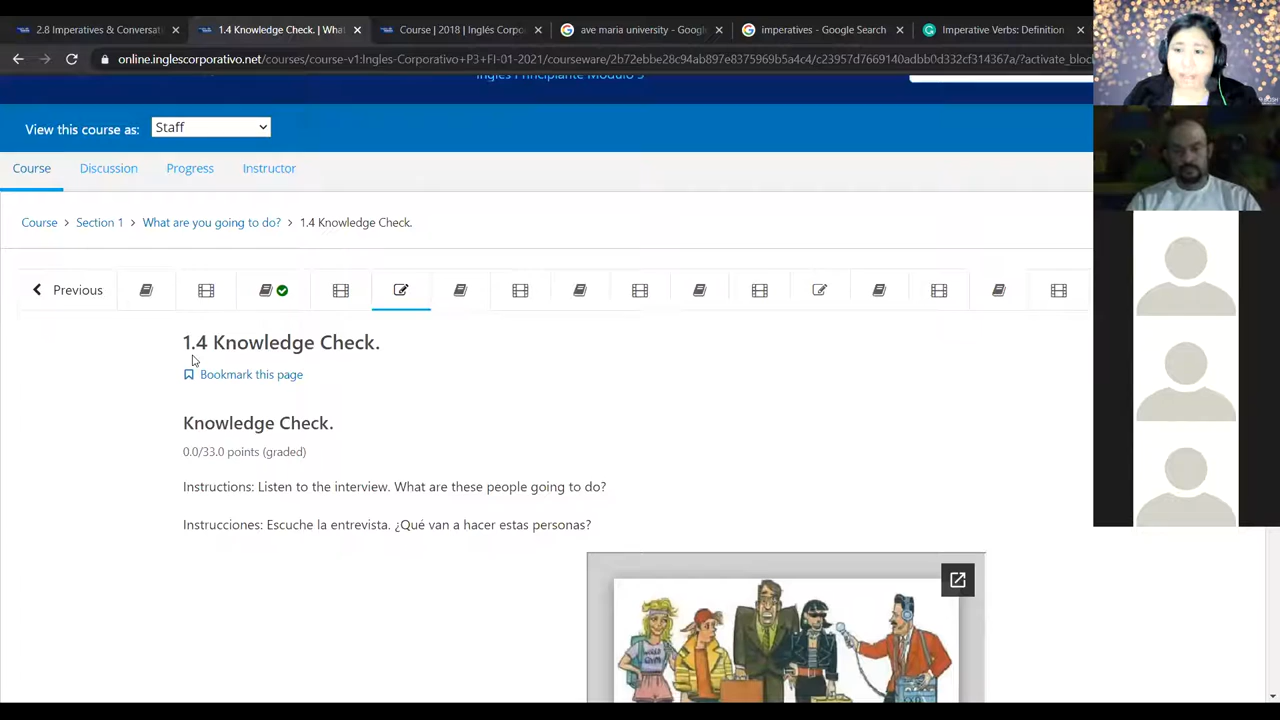 2.8 Imperatives & Conversat
1.4 Knowledge Check. | What
Course | 2018 | Inglés Corpo
ave maria university - Google
imperatives - Google Search
Imperative Verbs: Definition
online.inglescorporativo.net/courses/course-v1:Ingles-Corporativo+P3+FI-01-2021/courseware/2b72ebbe28c94ab897e8375969b5a4c4/c23957d7669140adbb0d332cf314367a/?activate_bloc
Inglés Principiante Módulo 3
View this course as:
Staff
Course
Discussion
Progress
Instructor
Course > Section 1 > What are you going to do? > 1.4 Knowledge Check.
Previous
1.4 Knowledge Check.
Bookmark this page
Knowledge Check.
0.0/33.0 points (graded)
Instructions: Listen to the interview. What are these people going to do?
Instrucciones: Escuche la entrevista. ¿Qué van a hacer estas personas?